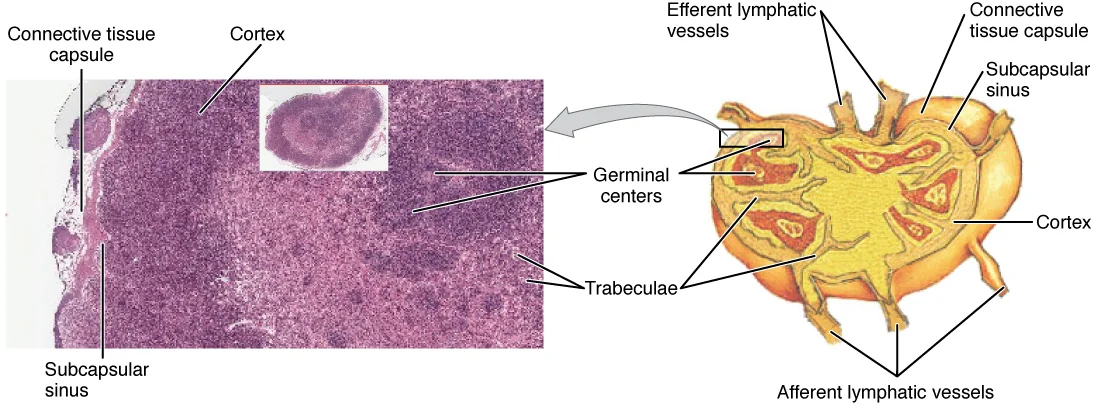 Connective tissue
capsule
Cortex
Subcapsular
sinus
Germinal
centers
Trabeculae
Efferent lymphatic
vessels
Connective
tissue capsule
Subcapsular
sinus
Cortex
Afferent lymphatic vessels